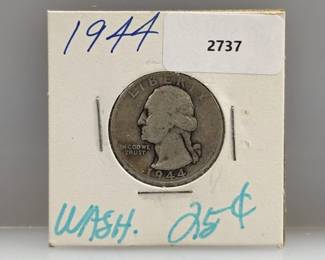 1944
2737
LIBERTY
IN GOD WE
TRUST
1944
WASH. 25¢